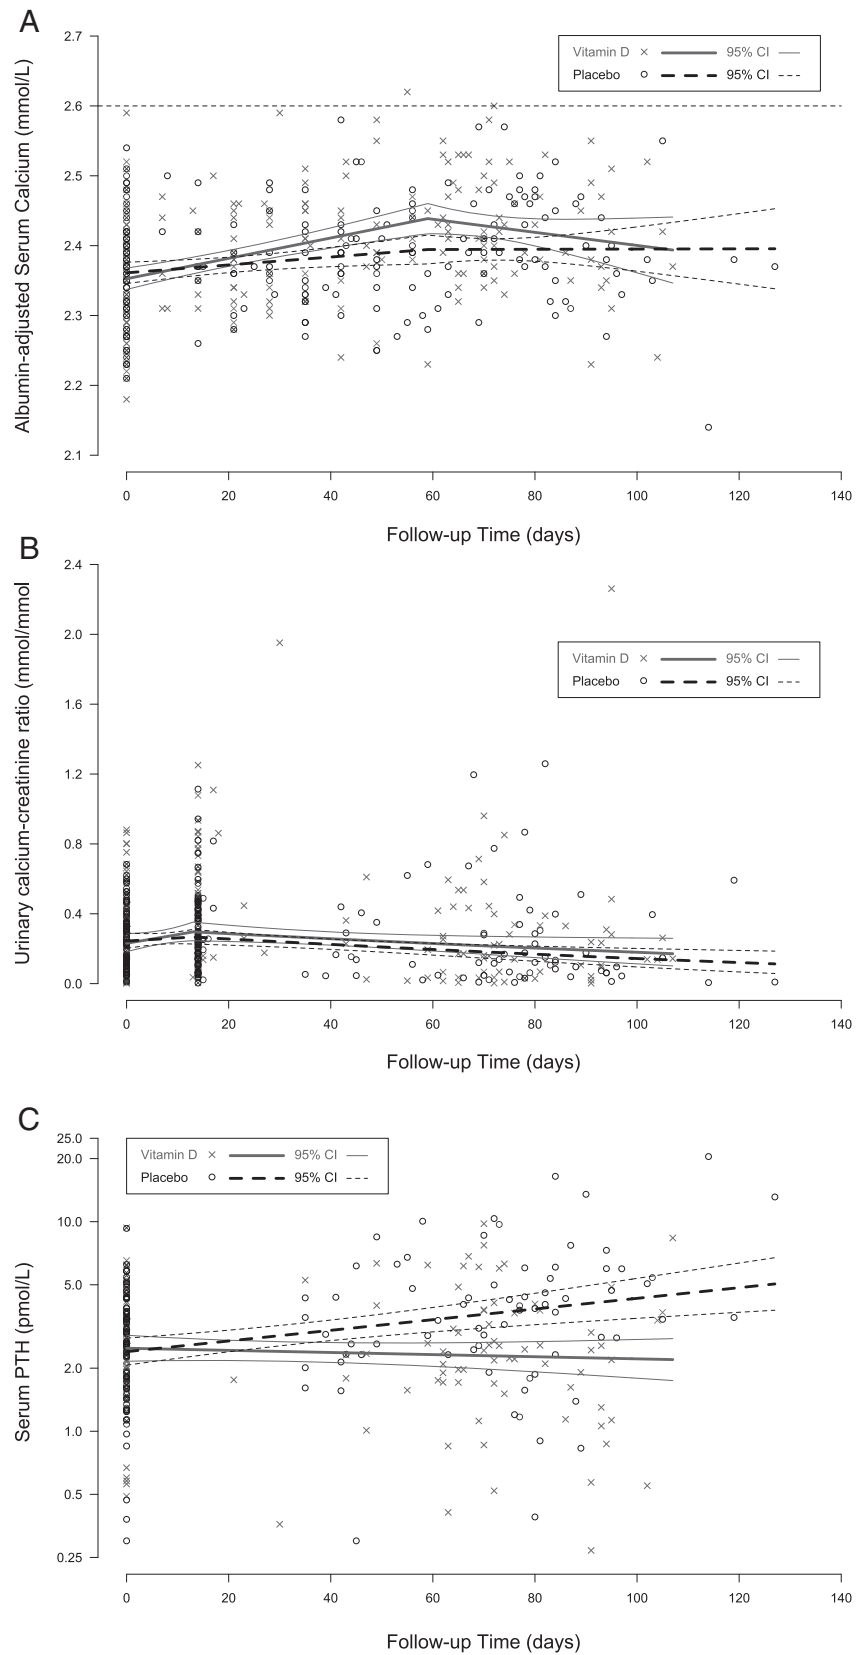 A
Albumin-adjusted Serum Calcium (mmol/L)
2.7
2.6
2.5
2.4
2.3
2.2
2.1
Vitamin D × 95% CI
Placebo 95% CI
0 20 40 60 80 100 120 140
Follow-up Time (days)
B
Urinary calcium-creatinine ratio (mmol/mmol
2.4
2.0
1.6
1.2
0.8
0.4
0.0
Vitamin D × 95% CI
Placebo 95% CI
0 20 40 60 80 100 120 140
Follow-up Time (days)
C
Serum PTH (pmol/L)
25.0
20.0
10.0
5.0
2.0
1.0
0.5
0.25
Vitamin D × 95% CI
Placebo 95% CI
0 20 40 60 80 100 120 140
Follow-up Time (days)